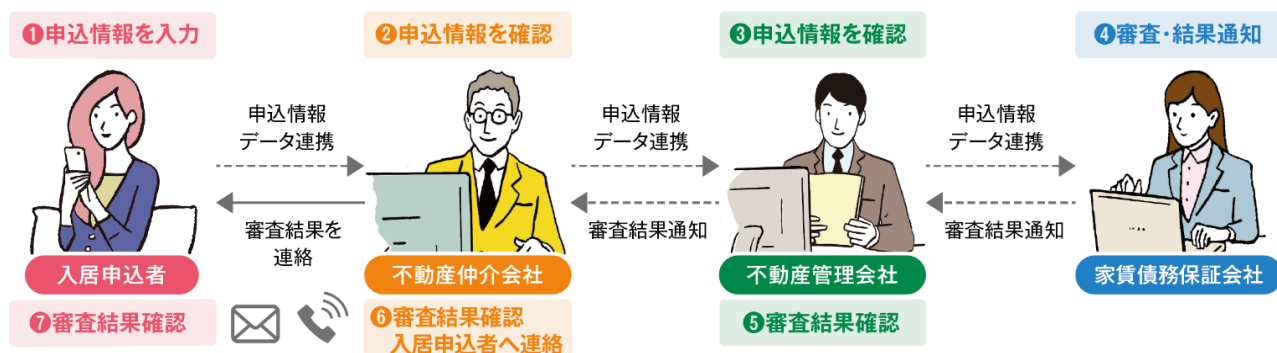 ❶申込情報を入力
❷申込情報を確認
❸申込情報を確認
❹審査・結果通知
申込情報
データ連携
申込情報
データ連携
申込情報
データ連携
審査結果を
連絡
審査結果通知
審査結果通知
入居申込者
不動産仲介会社
不動産管理会社
家賃債務保証会社
❼審査結果確認
❻審査結果確認
入居申込者へ連絡
❺審査結果確認